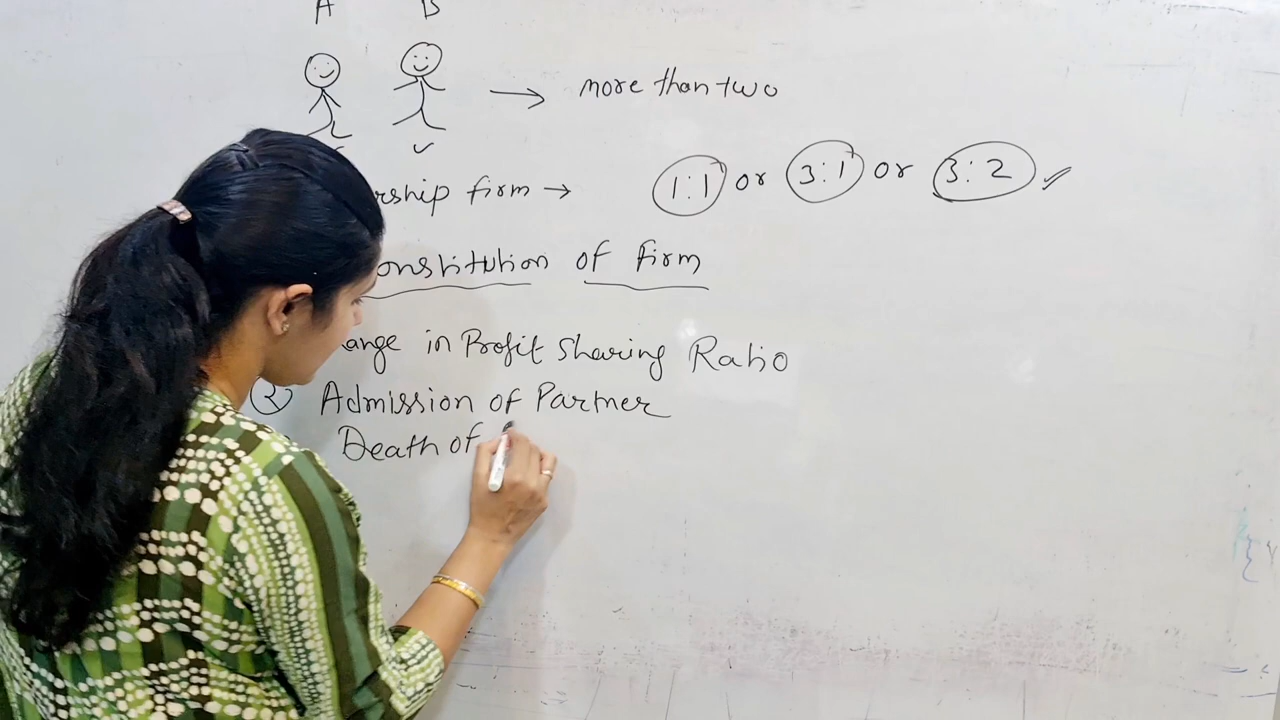 A B
→ more than two
rship firm → 1:1 or 3:1 or 3:2 ✓
onstitution of firm
ange in Profit Sharing Ratio
② Admission of Partner
Death of